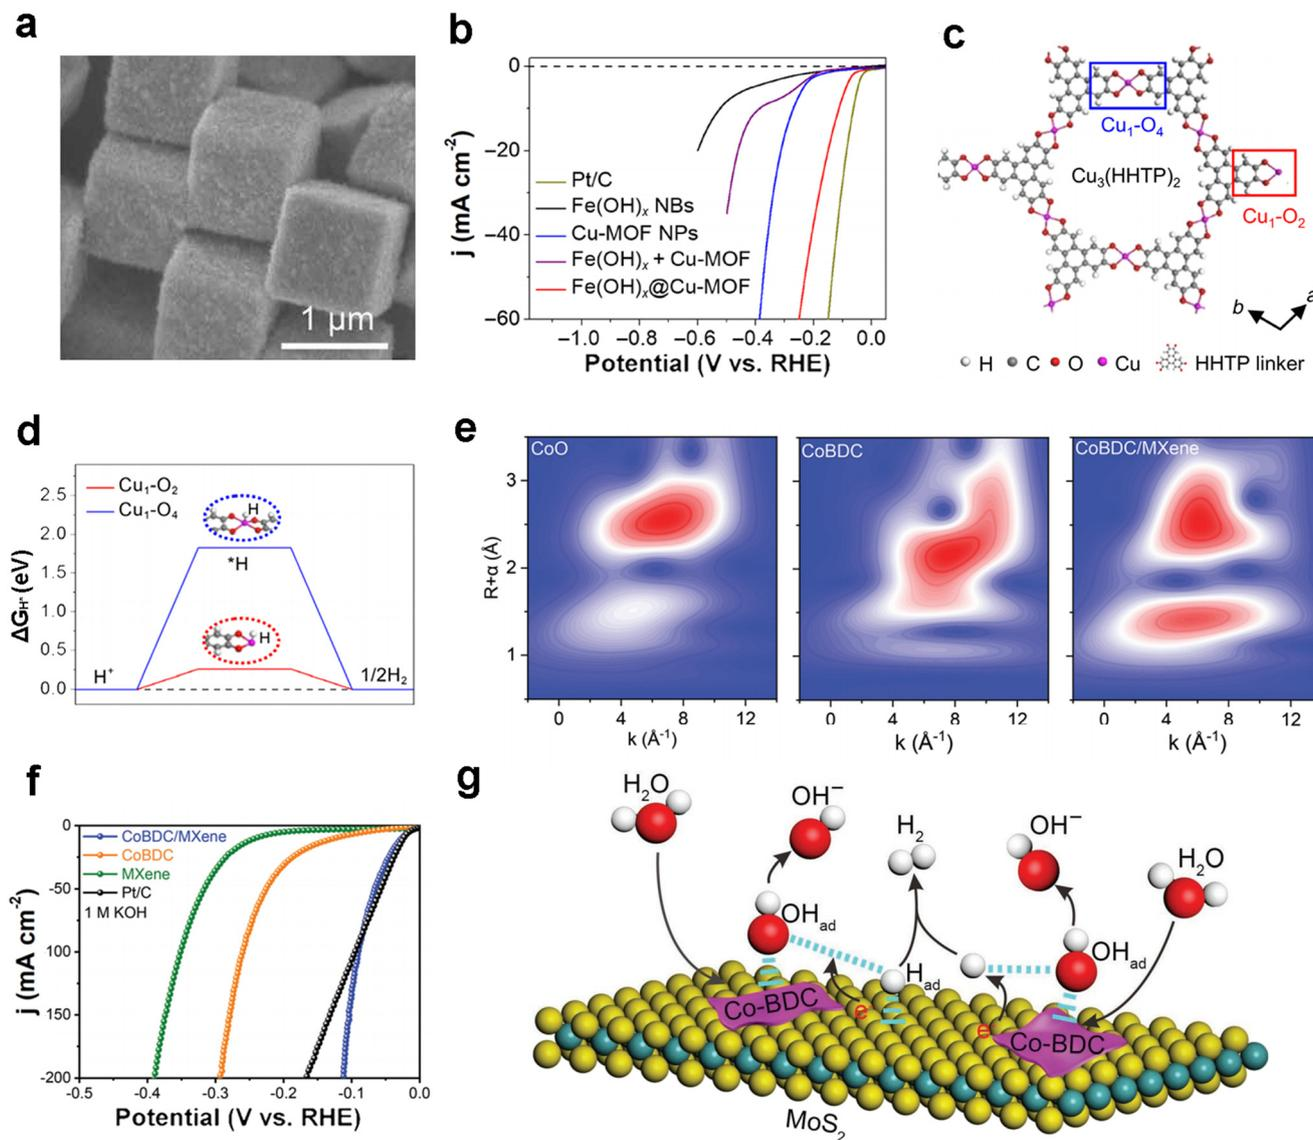 a
1 μm
b
j (mA cm⁻²)
0
−20
−40
−60
Pt/C
Fe(OH)ₓ NBs
Cu-MOF NPs
Fe(OH)ₓ + Cu-MOF
Fe(OH)ₓ@Cu-MOF
−1.0 −0.8 −0.6 −0.4 −0.2 0.0
Potential (V vs. RHE)
c
Cu₁-O₄
Cu₃(HHTP)₂
Cu₁-O₂
b
a
H C O Cu HHTP linker
d
ΔG_H* (eV)
2.5
2.0
1.5
1.0
0.5
0.0
Cu₁-O₂
Cu₁-O₄
H
*H
H
H⁺
1/2H₂
e
CoO
CoBDC
CoBDC/MXene
R+α (Å)
3
2
1
0 4 8 12
0 4 8 12
0 4 8 12
k (Å⁻¹)
k (Å⁻¹)
k (Å⁻¹)
f
j (mA cm⁻²)
0
-50
100
150
-200
CoBDC/MXene
CoBDC
MXene
Pt/C
1 M KOH
-0.5 -0.4 -0.3 -0.2 -0.1 0.0
Potential (V vs. RHE)
g
H₂O
OH⁻
H₂
OH⁻
H₂O
OH_ad
H_ad
OH_ad
Co-BDC
e
e
Co-BDC
MoS₂